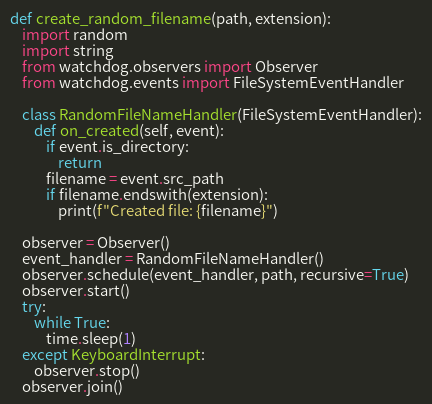 def create_random_filename(path, extension):
    import random
    import string
    from watchdog.observers import Observer
    from watchdog.events import FileSystemEventHandler

    class RandomFileNameHandler(FileSystemEventHandler):
        def on_created(self, event):
            if event.is_directory:
                return
            filename = event.src_path
            if filename.endswith(extension):
                print(f"Created file: {filename}")

    observer = Observer()
    event_handler = RandomFileNameHandler()
    observer.schedule(event_handler, path, recursive=True)
    observer.start()
    try:
        while True:
            time.sleep(1)
    except KeyboardInterrupt:
        observer.stop()
    observer.join()